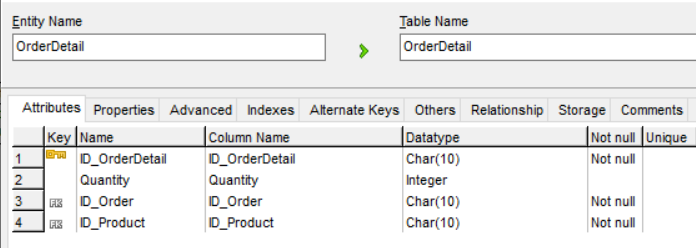 Entity Name Table Name
OrderDetail OrderDetail
Attributes Properties Advanced Indexes Alternate Keys Others Relationship Storage Comments
Key Name Column Name Datatype Not null Unique
1 ID_OrderDetail ID_OrderDetail Char(10) Not null
2 Quantity Quantity Integer
3 FK ID_Order ID_Order Char(10) Not null
4 FK ID_Product ID_Product Char(10) Not null